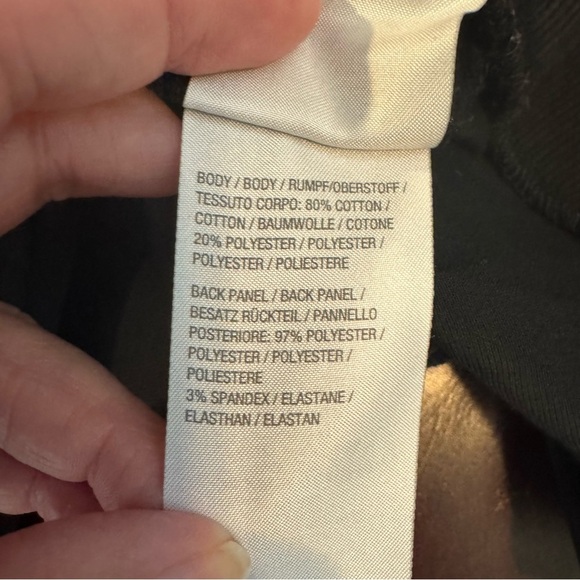 BODY / BODY / RUMPF/OBERSTOFF /
TESSUTO CORPO: 80% COTTON /
COTTON / BAUMWOLLE / COTONE
20% POLYESTER / POLYESTER /
POLYESTER / POLIESTERE
BACK PANEL / BACK PANEL /
BESATZ RÜCKTEIL / PANNELLO
POSTERIORE: 97% POLYESTER /
POLYESTER / POLYESTER /
POLIESTERE
3% SPANDEX / ELASTANE /
ELASTHAN / ELASTAN